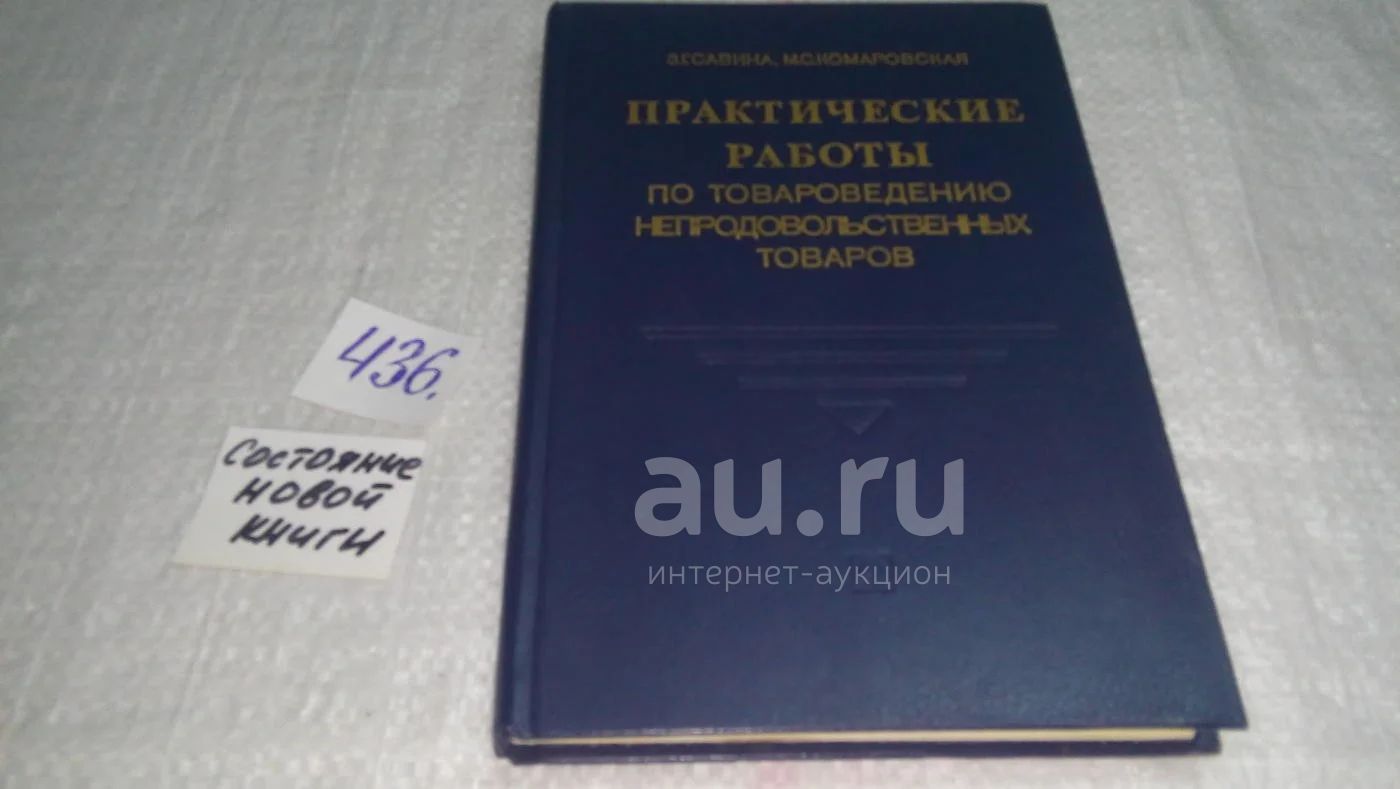 Э.Г.САВИНА, М.С.КОМАРОВСКАЯ
ПРАКТИЧЕСКИЕ
РАБОТЫ
ПО ТОВАРОВЕДЕНИЮ
НЕПРОДОВОЛЬСТВЕННЫХ
ТОВАРОВ
436.
Состояние
новой
книги
au.ru
интернет-аукцион